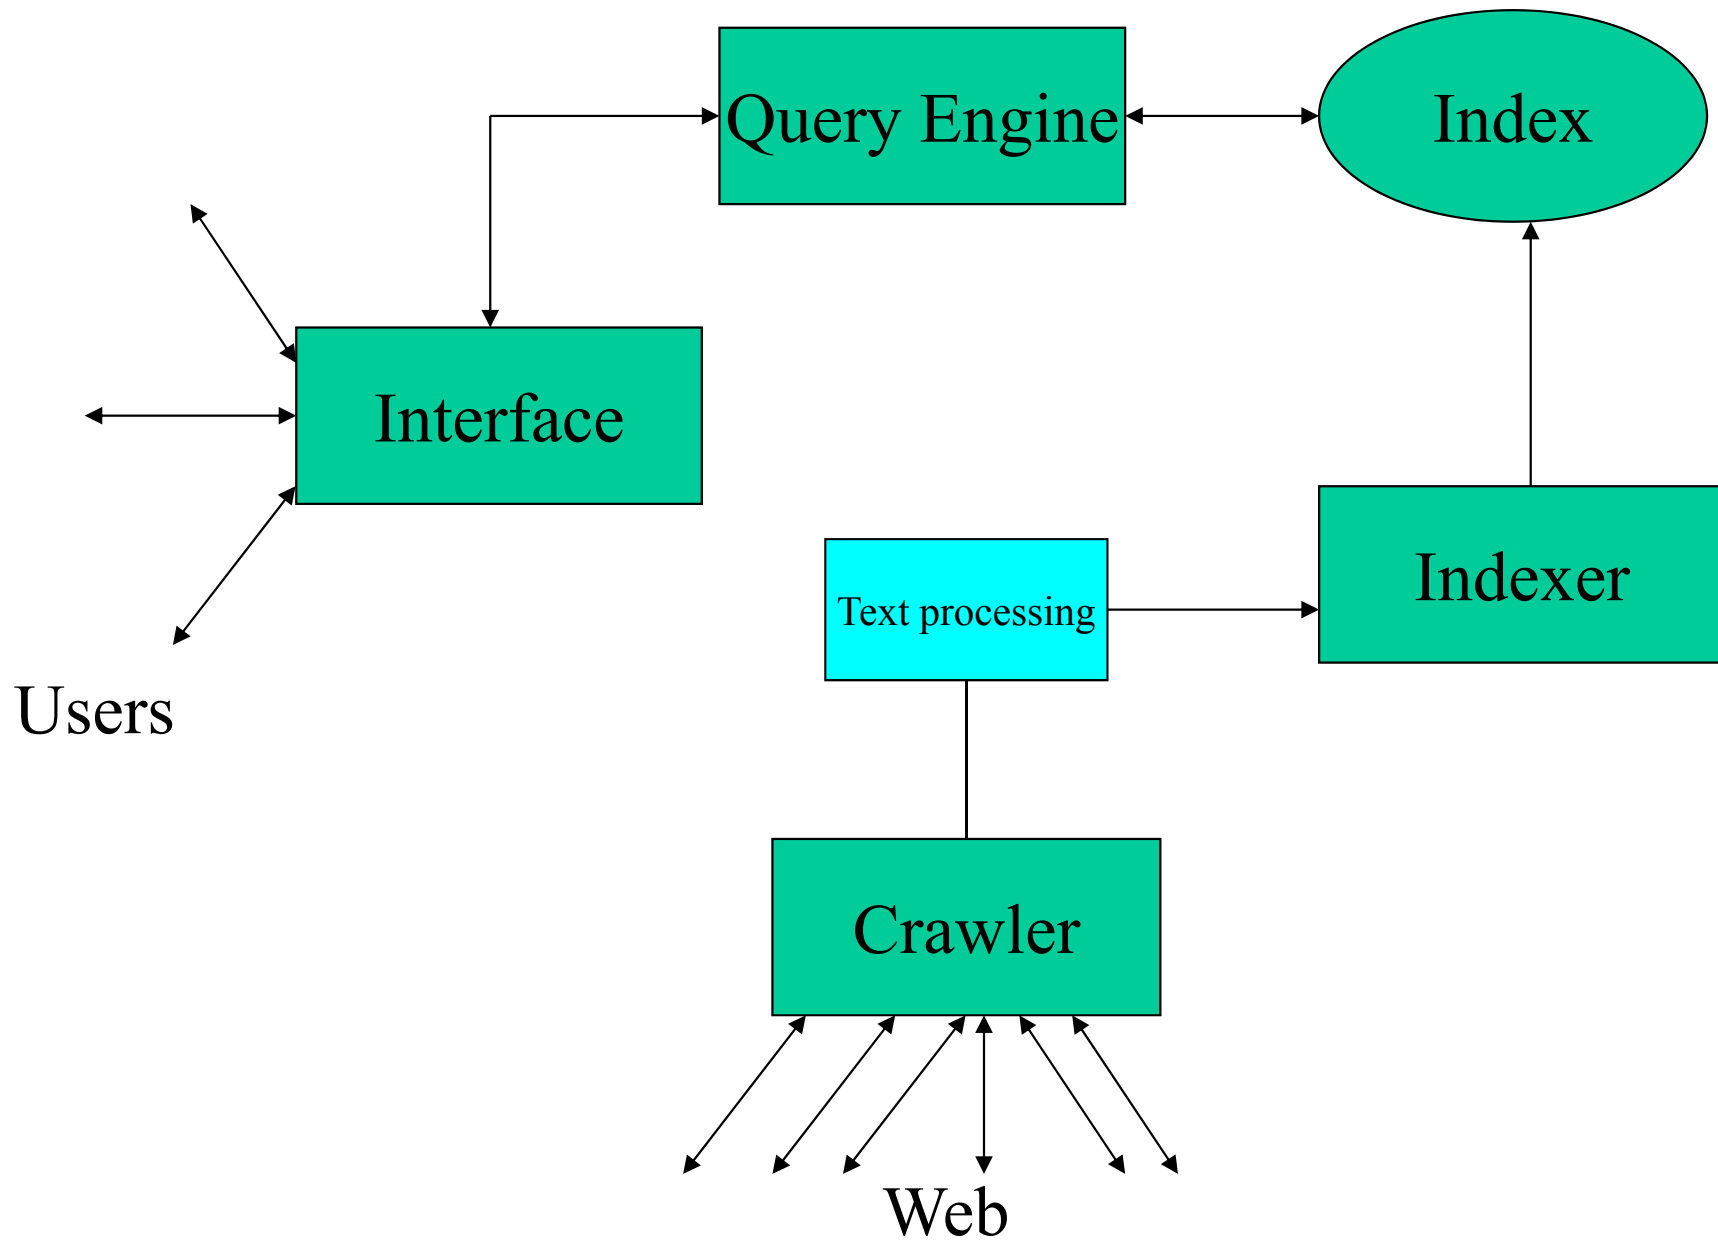 Query Engine
Index
Interface
Indexer
Text processing
Users
Crawler
Web